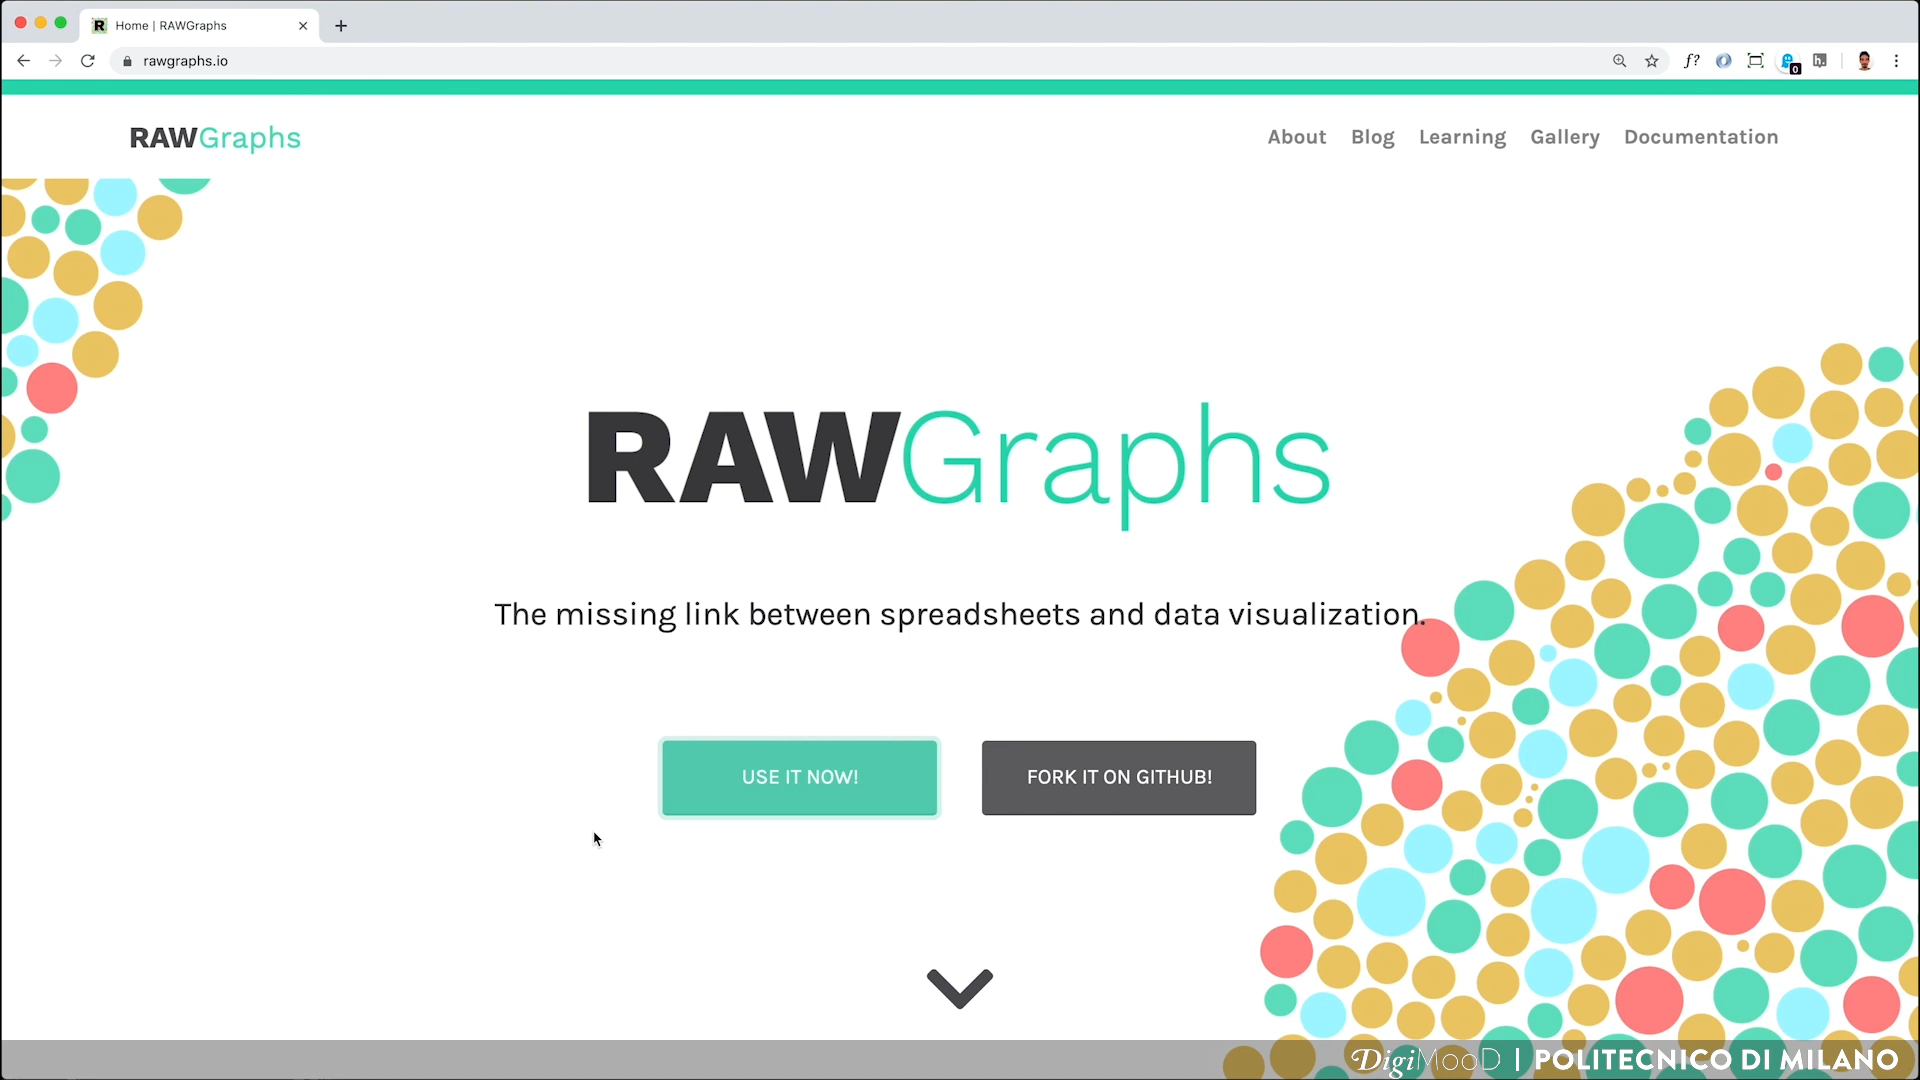 Home | RAWGraphs
rawgraphs.io
f?
0
RAWGraphs
About Blog Learning Gallery Documentation
RAWGraphs
The missing link between spreadsheets and data visualization.
USE IT NOW!
FORK IT ON GITHUB!
DigiMooD | POLITECNICO DI MILANO